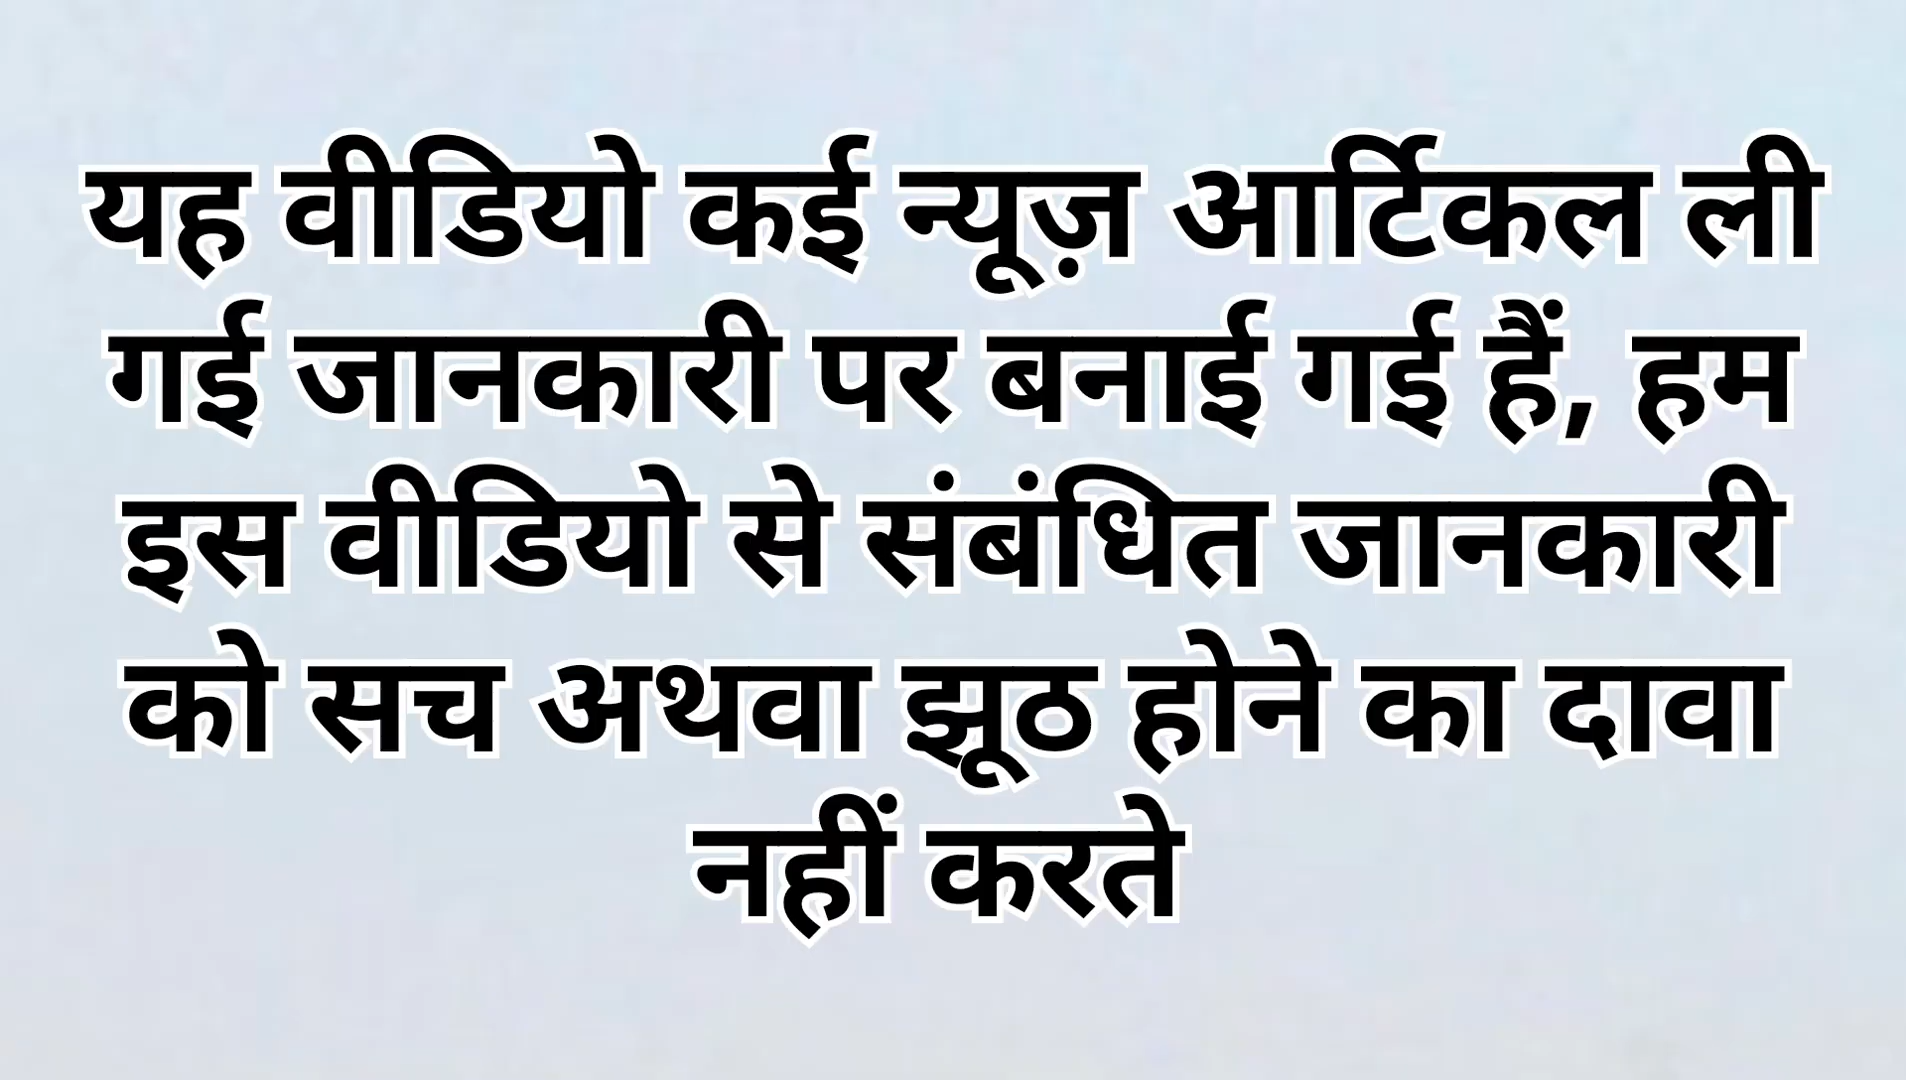 यह वीडियो कई न्यूज़ आर्टिकल ली
गई जानकारी पर बनाई गई हैं, हम
इस वीडियो से संबंधित जानकारी
को सच अथवा झूठ होने का दावा
नहीं करते